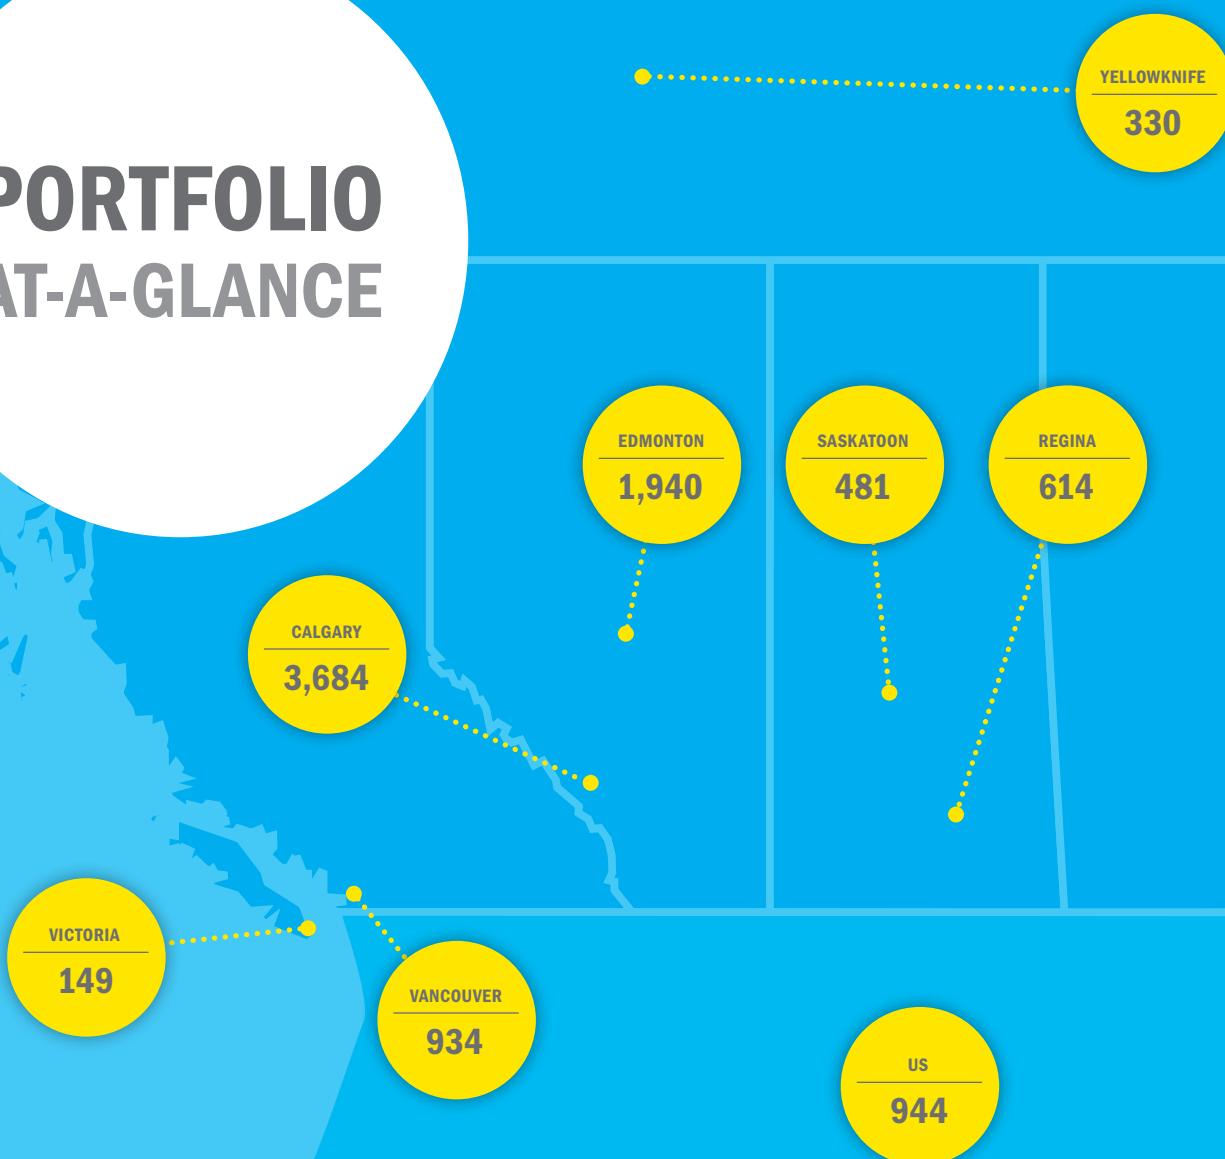 PORTFOLIO
AT-A-GLANCE
YELLOWKNIFE
330
EDMONTON
1,940
SASKATOON
481
REGINA
614
CALGARY
3,684
VICTORIA
149
VANCOUVER
934
US
944